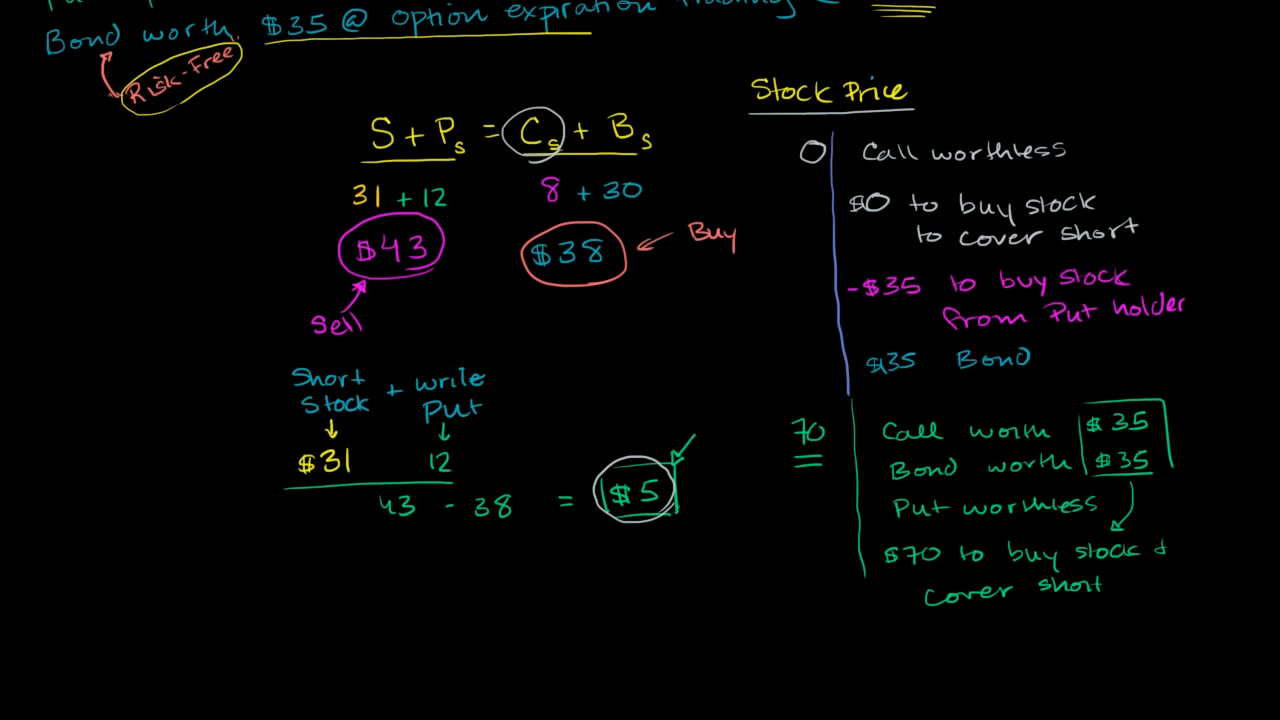 Bond worth $35 @ option expiration trading
Risk-Free
S + Ps = Cs + Bs
31 + 12 8 + 30
$43 $38 Buy
Sell
Short Stock + write Put
$31 12
43 - 38 = $5
Stock Price
0 Call worthless
$0 to buy stock
to cover short
-$35 to buy stock
from Put holder
$35 Bond
70 Call worth $35
Bond worth $35
Put worthless
$70 to buy stock &
cover short